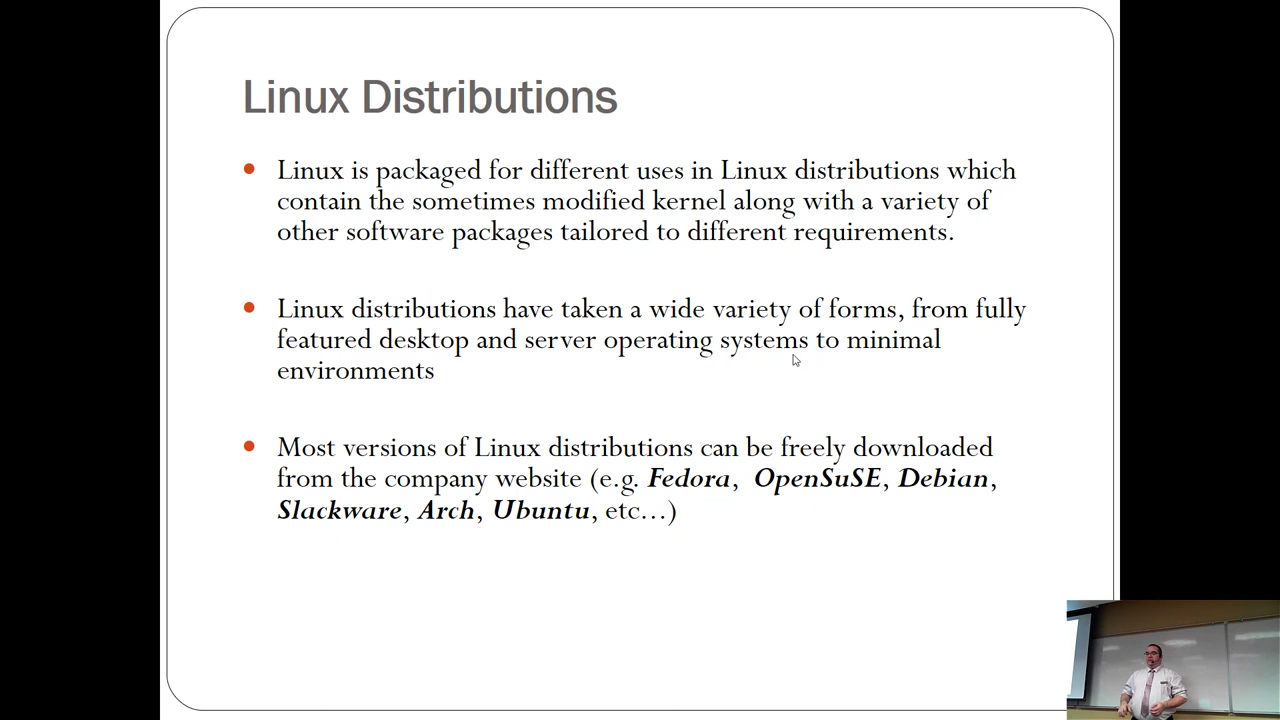 Linux Distributions
Linux is packaged for different uses in Linux distributions which
contain the sometimes modified kernel along with a variety of
other software packages tailored to different requirements.
Linux distributions have taken a wide variety of forms, from fully
featured desktop and server operating systems to minimal
environments
Most versions of Linux distributions can be freely downloaded
from the company website (e.g. Fedora, OpenSuSE, Debian,
Slackware, Arch, Ubuntu, etc…)